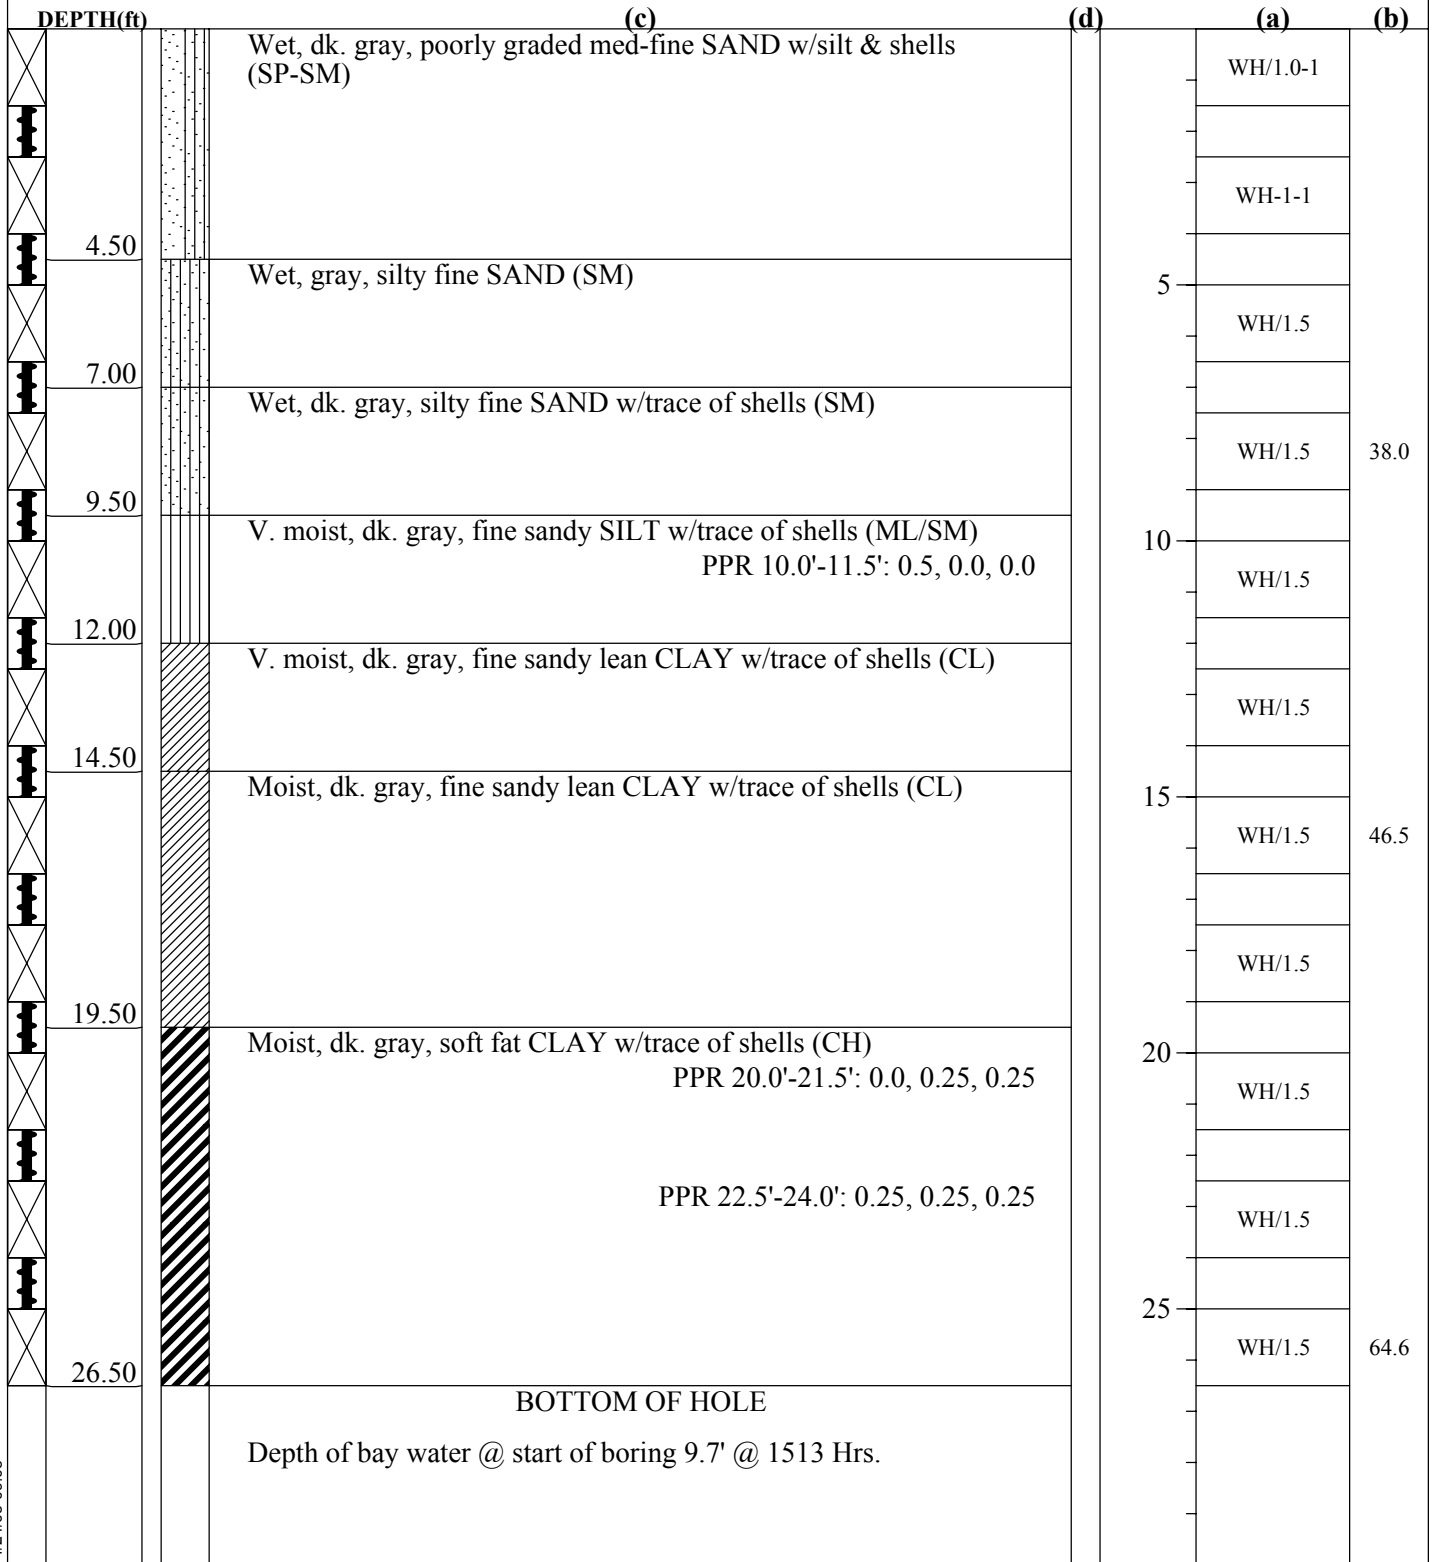 DEPTH(ft) (c) (d) (a) (b)
Wet, dk. gray, poorly graded med-fine SAND w/silt & shells
(SP-SM)
WH/1.0-1
WH-1-1
4.50
Wet, gray, silty fine SAND (SM)
5
WH/1.5
7.00
Wet, dk. gray, silty fine SAND w/trace of shells (SM)
WH/1.5 38.0
9.50
V. moist, dk. gray, fine sandy SILT w/trace of shells (ML/SM)
10
PPR 10.0'-11.5': 0.5, 0.0, 0.0
WH/1.5
12.00
V. moist, dk. gray, fine sandy lean CLAY w/trace of shells (CL)
WH/1.5
14.50
Moist, dk. gray, fine sandy lean CLAY w/trace of shells (CL)
15
WH/1.5 46.5
WH/1.5
19.50
Moist, dk. gray, soft fat CLAY w/trace of shells (CH)
20
PPR 20.0'-21.5': 0.0, 0.25, 0.25
WH/1.5
PPR 22.5'-24.0': 0.25, 0.25, 0.25
WH/1.5
25
WH/1.5 64.6
26.50
BOTTOM OF HOLE
Depth of bay water @ start of boring 9.7' @ 1513 Hrs.